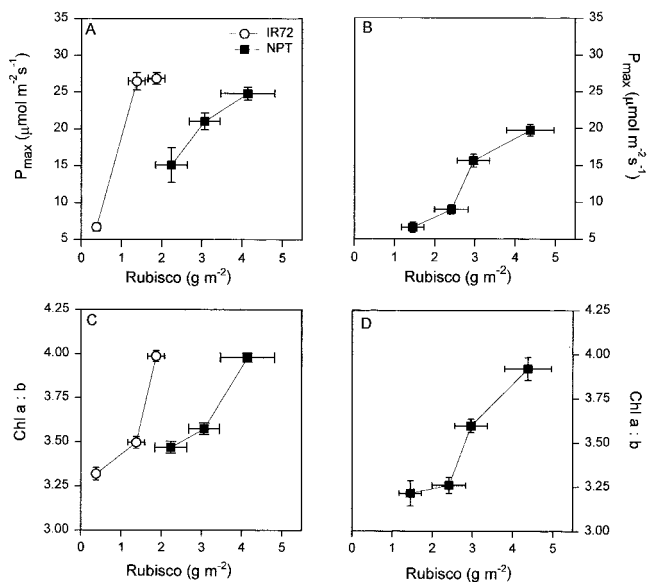 A
IR72
NPT
35
30
25
20
15
10
5
P max (μmol m-2 s-1)
0 1 2 3 4 5
Rubisco (g m-2)
B
35
30
25
20
15
10
5
P max (μmol m-2 s-1)
0 1 2 3 4 5
Rubisco (g m-2)
C
4.25
4.00
3.75
3.50
3.25
3.00
Chl a : b
0 1 2 3 4 5
Rubisco (g m-2)
D
4.25
4.00
3.75
3.50
3.25
3.00
Chl a : b
0 1 2 3 4 5
Rubisco (g m-2)